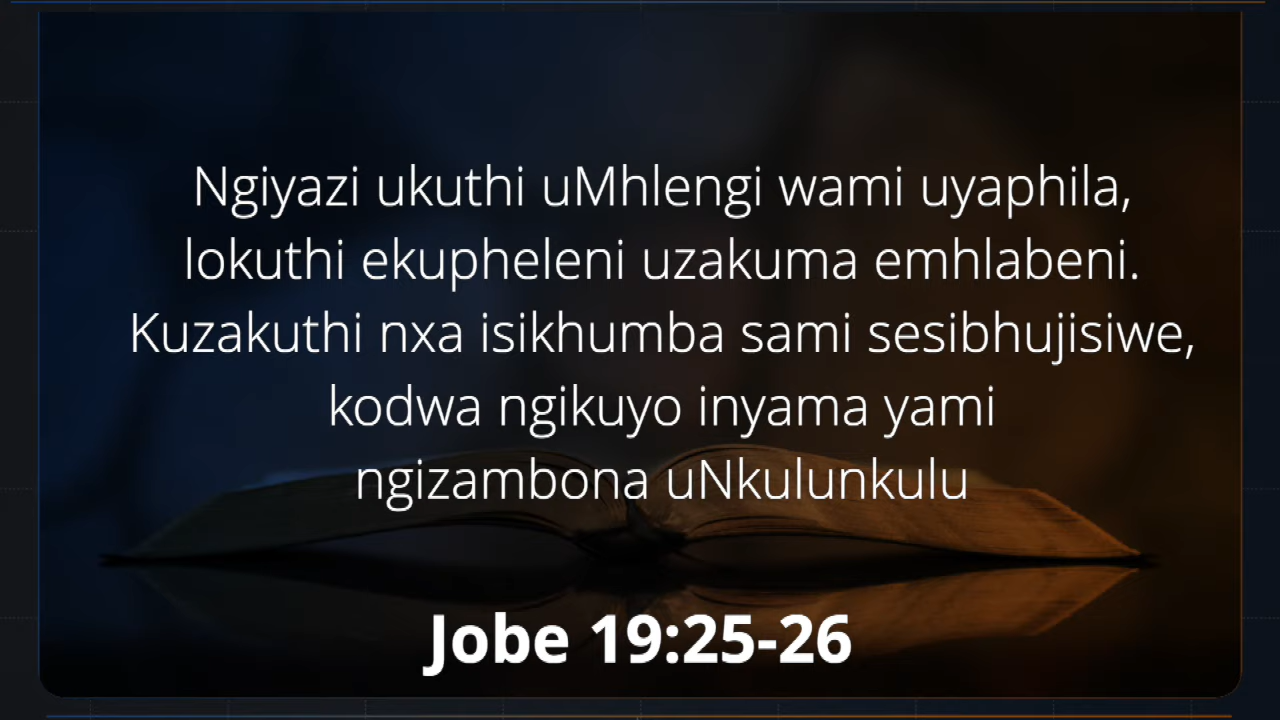 Ngiyazi ukuthi uMhlengi wami uyaphila,
lokuthi ekupheleni uzakuma emhlabeni.
Kuzakuthi nxa isikhumba sami sesibhujisiwe,
kodwa ngikuyo inyama yami
ngizambona uNkulunkulu
Jobe 19:25-26